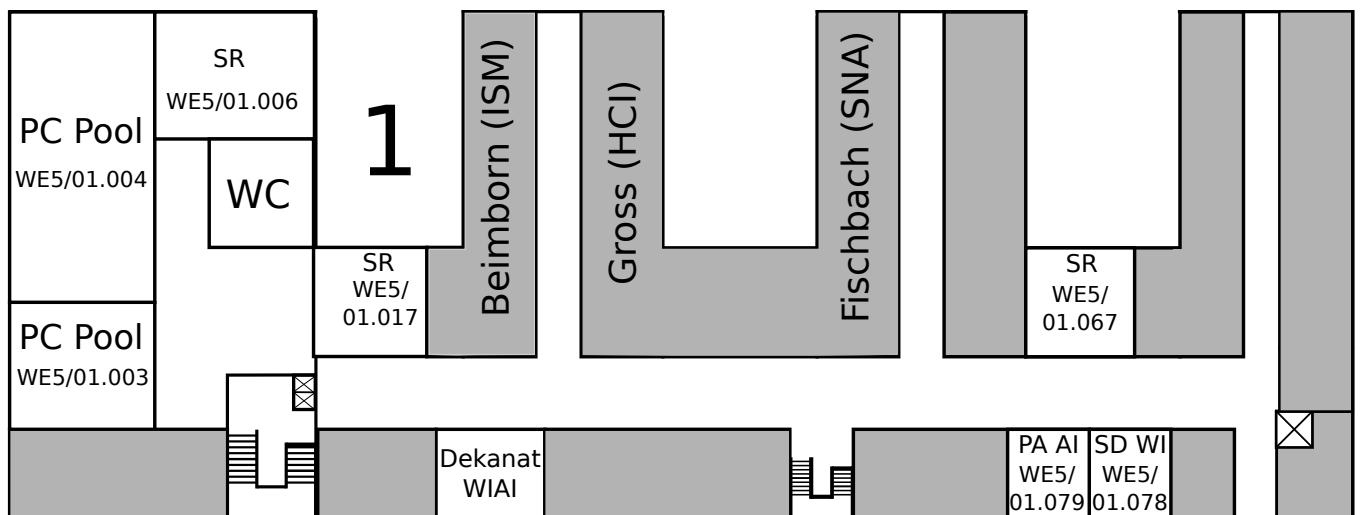 PC Pool
WE5/01.004
SR
WE5/01.006
WC
1
PC Pool
WE5/01.003
SR
WE5/
01.017
Beimborn (ISM)
Gross (HCI)
Fischbach (SNA)
SR
WE5/
01.067
Dekanat
WIAI
PA AI
WE5/
01.079
SD WI
WE5/
01.078